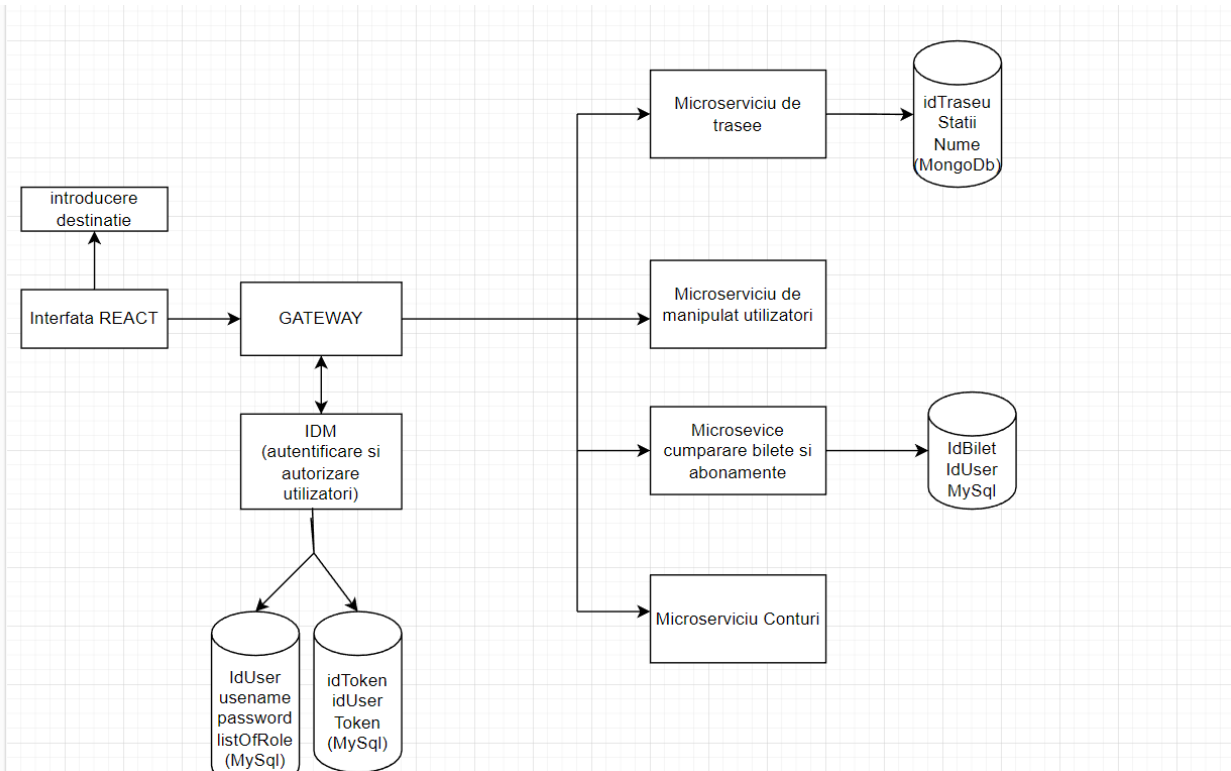 introducere
destinatie
Interfata REACT
GATEWAY
IDM
(autentificare si
autorizare
utilizatori)
IdUser
usename
password
listOfRole
(MySql)
idToken
idUser
Token
(MySql)
Microserviciu de
trasee
idTraseu
Statii
Nume
(MongoDb)
Microserviciu de
manipulat utilizatori
Microsevice
cumparare bilete si
abonamente
IdBilet
IdUser
MySql
Microserviciu Conturi